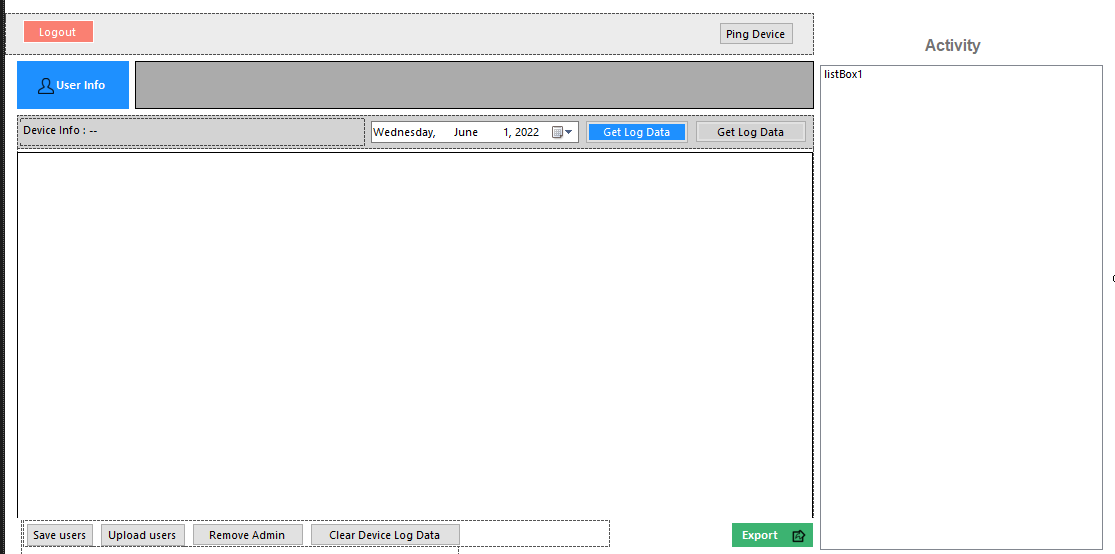 Logout
Ping Device
Activity
User Info
listBox1
Device Info : --
Wednesday, June 1, 2022
Get Log Data
Get Log Data
Save users
Upload users
Remove Admin
Clear Device Log Data
Export